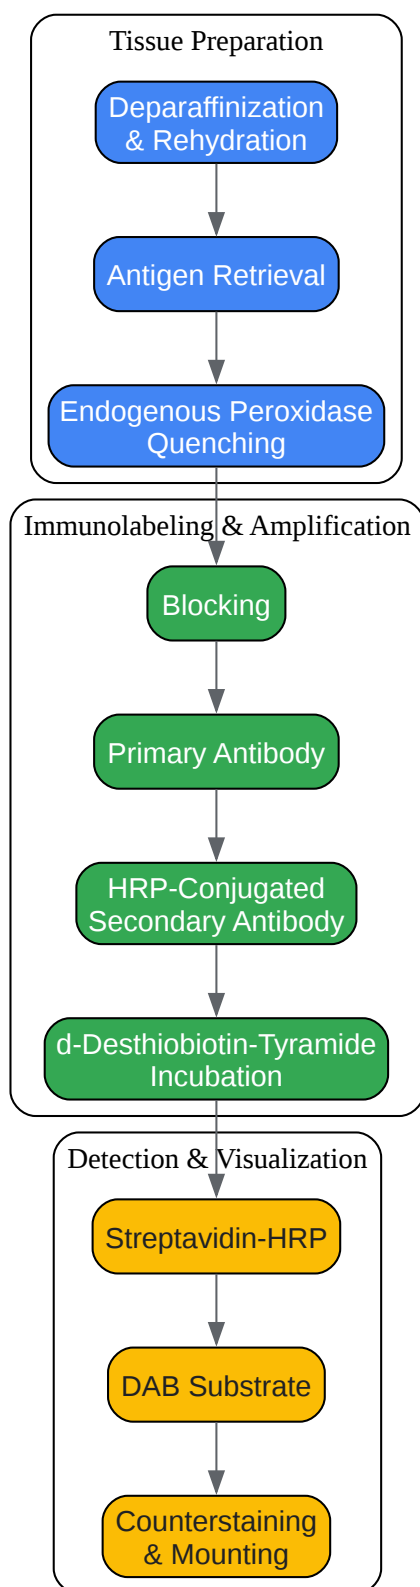 Tissue Preparation
Deparaffinization
& Rehydration
Antigen Retrieval
Endogenous Peroxidase
Quenching
Immunolabeling & Amplification
Blocking
Primary Antibody
HRP-Conjugated
Secondary Antibody
d-Desthiobiotin-Tyramide
Incubation
Detection & Visualization
Streptavidin-HRP
DAB Substrate
Counterstaining
& Mounting